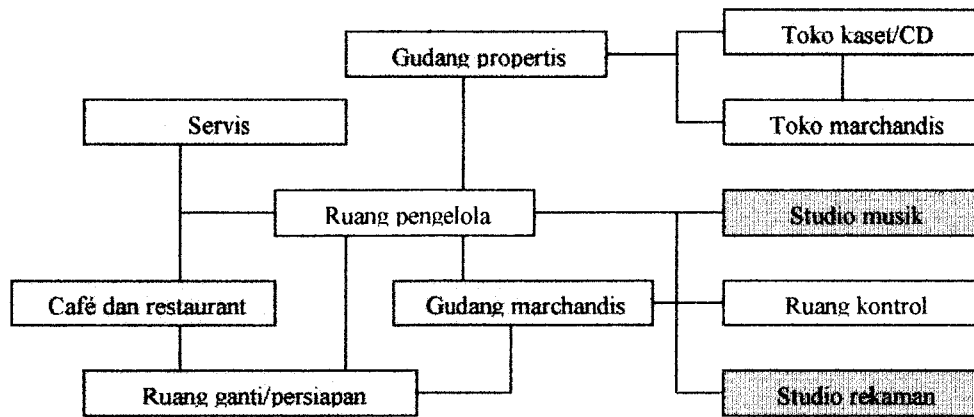 Toko kaset/CD
Gudang propertis
Servis
Toko marchandis
Ruang pengelola
Studio musik
Café dan restaurant
Gudang marchandis
Ruang kontrol
Ruang ganti/persiapan
Studio rekaman